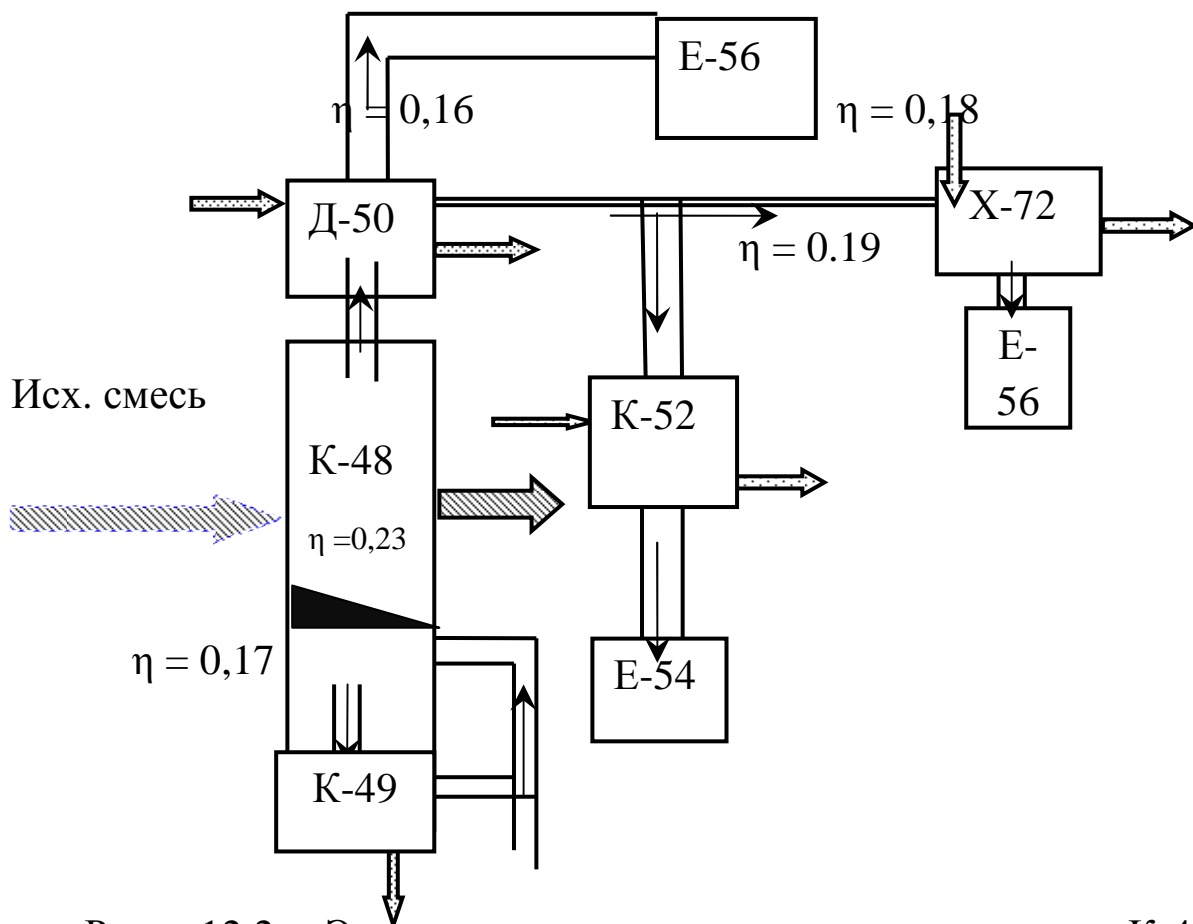 Е-56
η = 0,16
η = 0,18
Д-50
Х-72
η = 0.19
Е-
56
Исх. смесь
К-52
К-48
η =0,23
η = 0,17
Е-54
К-49